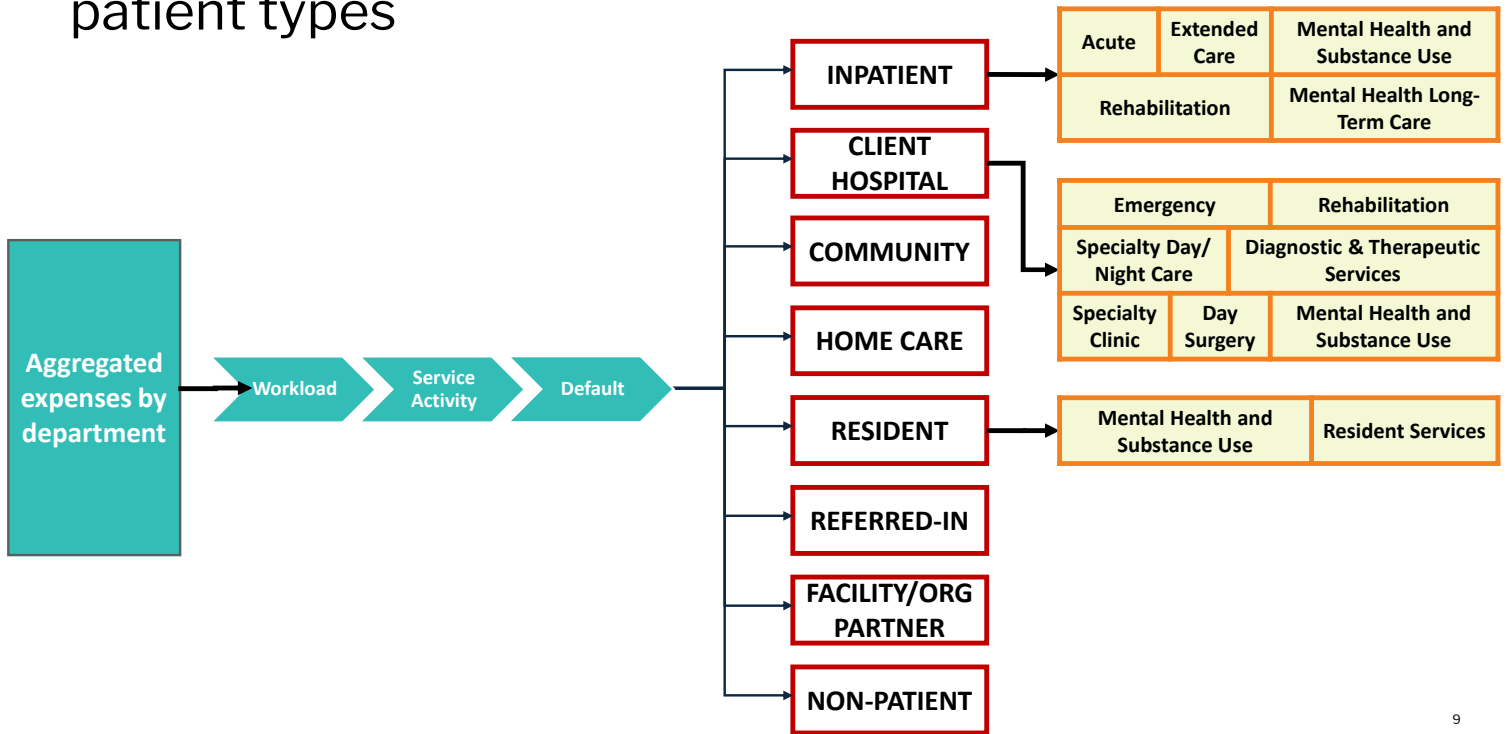 patient types
Aggregated
expenses by
department
Workload
Service
Activity
Default
INPATIENT
CLIENT
HOSPITAL
COMMUNITY
HOME CARE
RESIDENT
REFERRED-IN
FACILITY/ORG
PARTNER
NON-PATIENT
Acute
Extended
Care
Mental Health and
Substance Use
Rehabilitation
Mental Health Long-
Term Care
Emergency
Rehabilitation
Specialty Day/
Night Care
Diagnostic & Therapeutic
Services
Specialty
Clinic
Day
Surgery
Mental Health and
Substance Use
Mental Health and
Substance Use
Resident Services
9